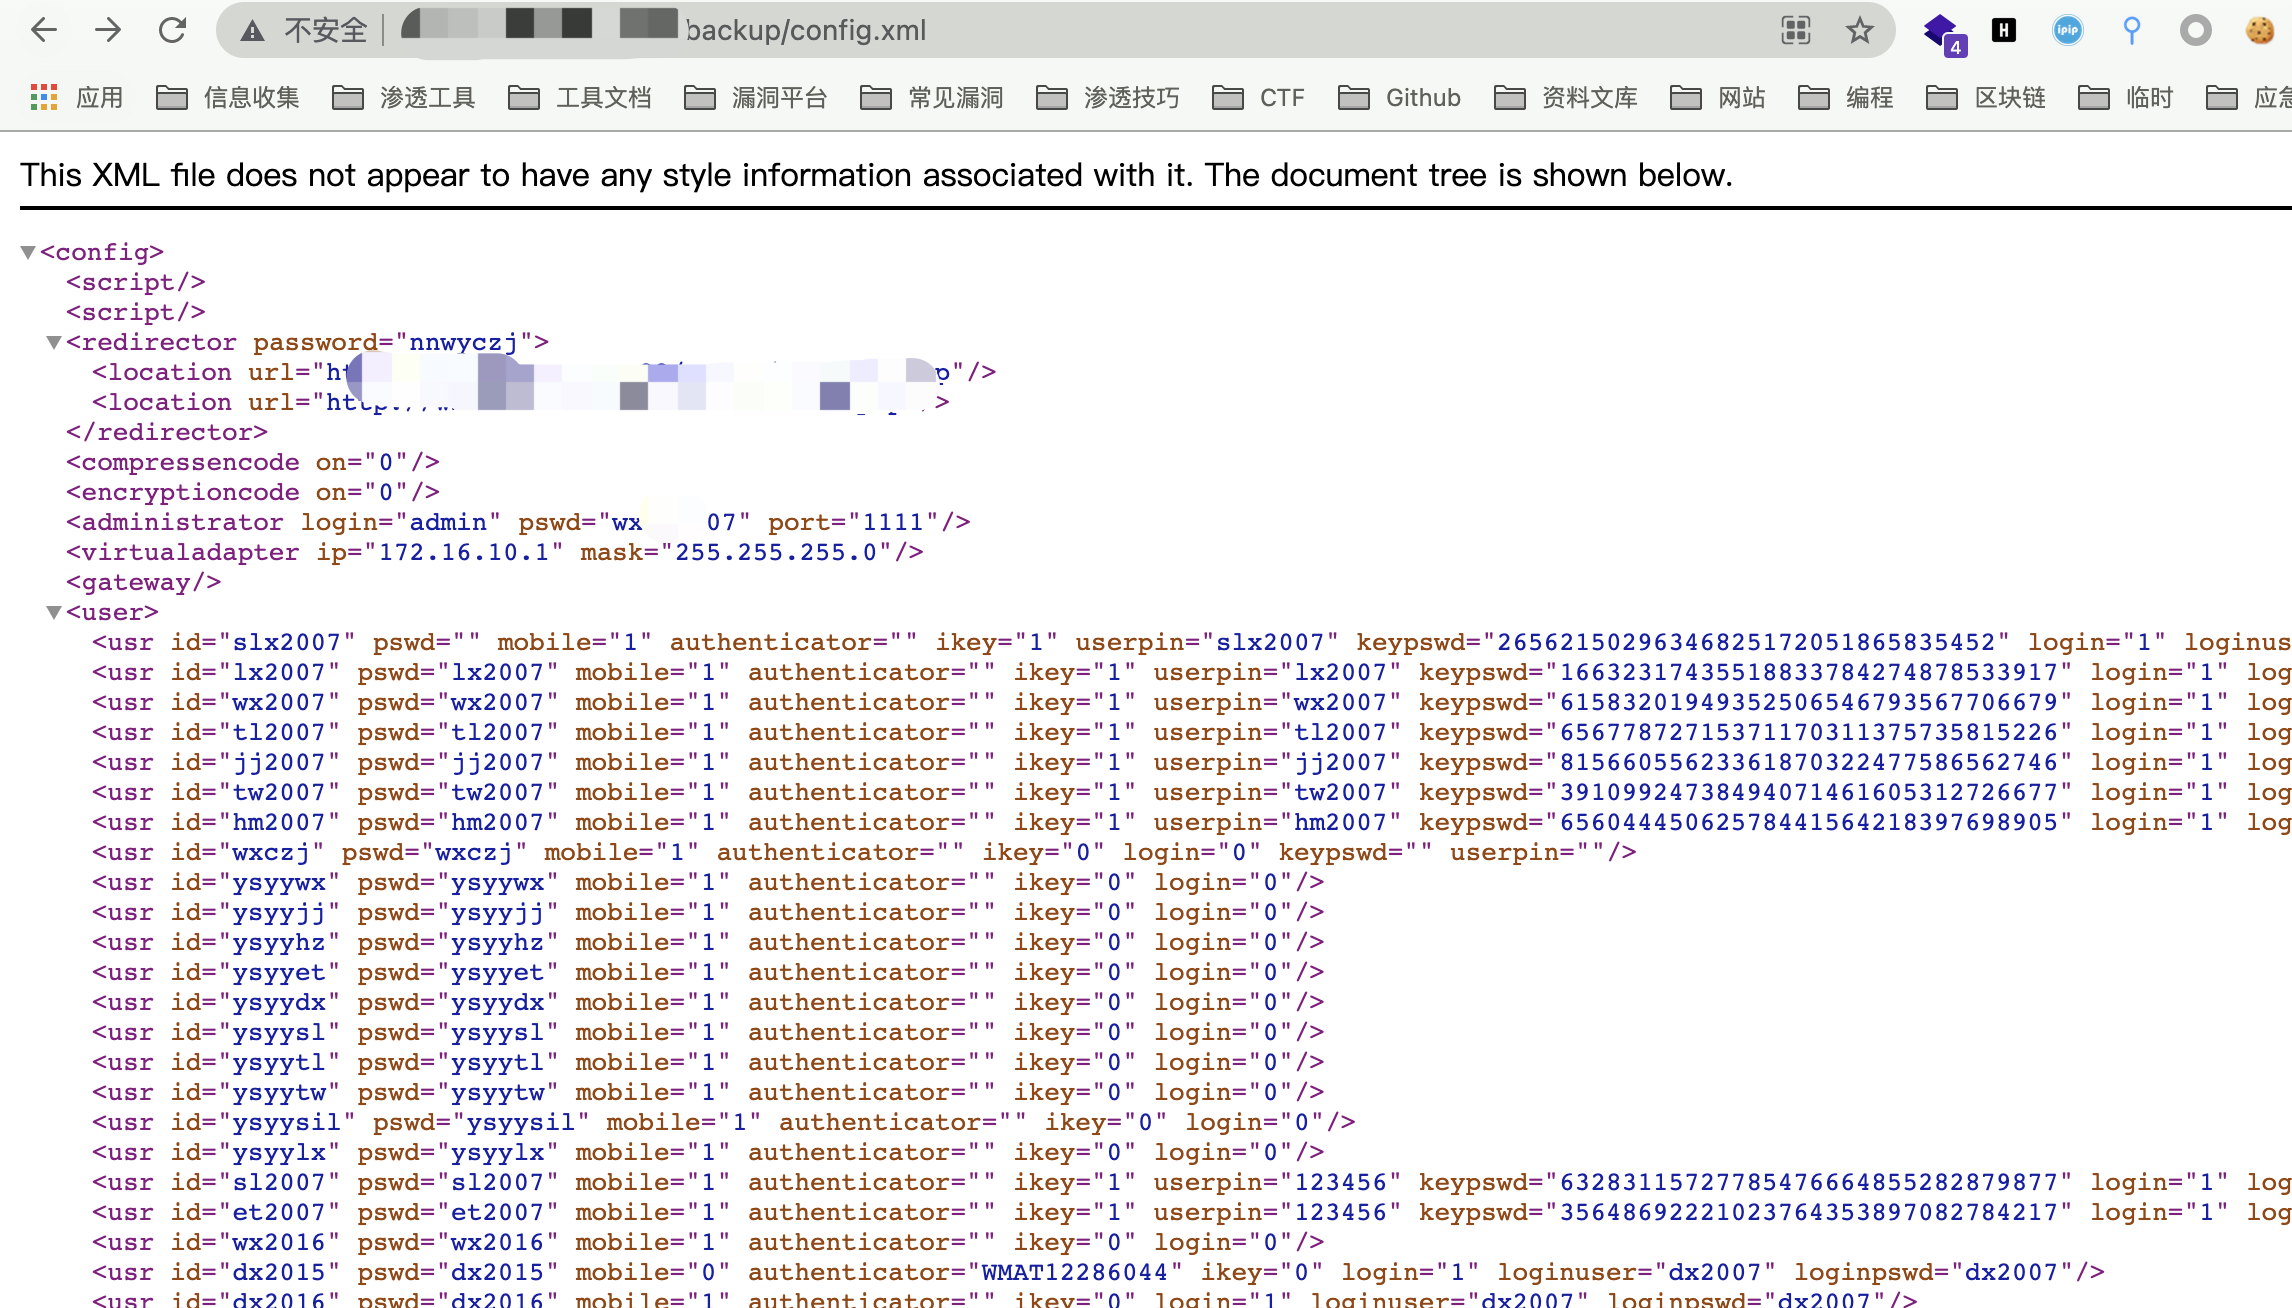 不安全 backup/config.xml
4 H ipip
应用 信息收集 渗透工具 工具文档 漏洞平台 常见漏洞 渗透技巧 CTF Github 资料文库 网站 编程 区块链 临时 应急
This XML file does not appear to have any style information associated with it. The document tree is shown below.
<config>
<script/>
<script/>
<redirector password="nnwyczj">
<location url="ht p"/>
<location url="http://w >
</redirector>
<compressencode on="0"/>
<encryptioncode on="0"/>
<administrator login="admin" pswd="wx 07" port="1111"/>
<virtualadapter ip="172.16.10.1" mask="255.255.255.0"/>
<gateway/>
<user>
<usr id="slx2007" pswd="" mobile="1" authenticator="" ikey="1" userpin="slx2007" keypswd="26562150296346825172051865835452" login="1" loginus
<usr id="lx2007" pswd="lx2007" mobile="1" authenticator="" ikey="1" userpin="lx2007" keypswd="16632317435518833784274878533917" login="1" log
<usr id="wx2007" pswd="wx2007" mobile="1" authenticator="" ikey="1" userpin="wx2007" keypswd="61583201949352506546793567706679" login="1" log
<usr id="tl2007" pswd="tl2007" mobile="1" authenticator="" ikey="1" userpin="tl2007" keypswd="65677872715371170311375735815226" login="1" log
<usr id="jj2007" pswd="jj2007" mobile="1" authenticator="" ikey="1" userpin="jj2007" keypswd="81566055623361870322477586562746" login="1" log
<usr id="tw2007" pswd="tw2007" mobile="1" authenticator="" ikey="1" userpin="tw2007" keypswd="39109924738494071461605312726677" login="1" log
<usr id="hm2007" pswd="hm2007" mobile="1" authenticator="" ikey="1" userpin="hm2007" keypswd="65604445062578441564218397698905" login="1" log
<usr id="wxczj" pswd="wxczj" mobile="1" authenticator="" ikey="0" login="0" keypswd="" userpin=""/>
<usr id="ysyywx" pswd="ysyywx" mobile="1" authenticator="" ikey="0" login="0"/>
<usr id="ysyyjj" pswd="ysyyjj" mobile="1" authenticator="" ikey="0" login="0"/>
<usr id="ysyyhz" pswd="ysyyhz" mobile="1" authenticator="" ikey="0" login="0"/>
<usr id="ysyyet" pswd="ysyyet" mobile="1" authenticator="" ikey="0" login="0"/>
<usr id="ysyydx" pswd="ysyydx" mobile="1" authenticator="" ikey="0" login="0"/>
<usr id="ysyysl" pswd="ysyysl" mobile="1" authenticator="" ikey="0" login="0"/>
<usr id="ysyytl" pswd="ysyytl" mobile="1" authenticator="" ikey="0" login="0"/>
<usr id="ysyytw" pswd="ysyytw" mobile="1" authenticator="" ikey="0" login="0"/>
<usr id="ysyysil" pswd="ysyysil" mobile="1" authenticator="" ikey="0" login="0"/>
<usr id="ysyylx" pswd="ysyylx" mobile="1" authenticator="" ikey="0" login="0"/>
<usr id="sl2007" pswd="sl2007" mobile="1" authenticator="" ikey="1" userpin="123456" keypswd="63283115727785476664855282879877" login="1" log
<usr id="et2007" pswd="et2007" mobile="1" authenticator="" ikey="1" userpin="123456" keypswd="35648692221023764353897082784217" login="1" log
<usr id="wx2016" pswd="wx2016" mobile="1" authenticator="" ikey="0" login="0"/>
<usr id="dx2015" pswd="dx2015" mobile="0" authenticator="WMAT12286044" ikey="0" login="1" loginuser="dx2007" loginpswd="dx2007"/>
<usr id="dx2016" pswd="dx2016" mobile="1" authenticator="" ikey="0" login="1" loginuser="dx2007" loginpswd="dx2007"/>